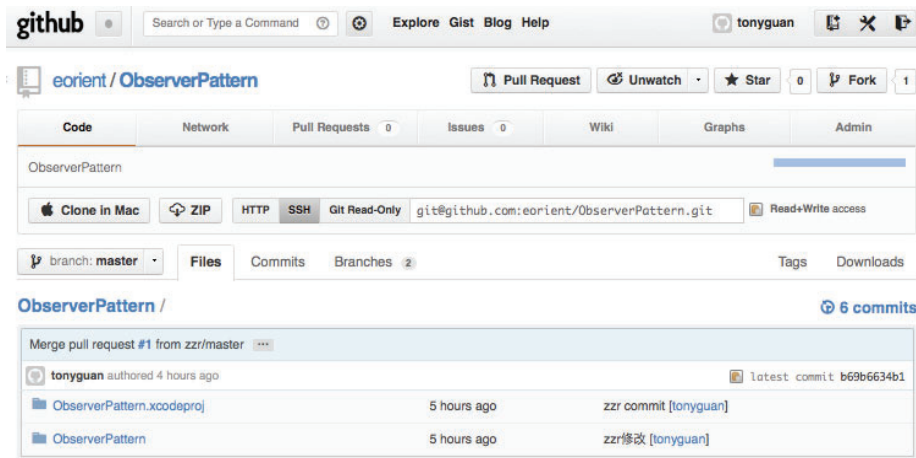 github Search or Type a Command Explore Gist Blog Help tonyguan
eorient / ObserverPattern Pull Request Unwatch Star 0 Fork 1
Code Network Pull Requests 0 Issues 0 Wiki Graphs Admin
ObserverPattern
Clone in Mac ZIP HTTP SSH Git Read-Only git@github.com:eorient/ObserverPattern.git Read+Write access
branch: master Files Commits Branches 2 Tags Downloads
ObserverPattern / 6 commits
Merge pull request #1 from zzr/master ...
tonyguan authored 4 hours ago latest commit b69b6634b1
ObserverPattern.xcodeproj 5 hours ago zzr commit [tonyguan]
ObserverPattern 5 hours ago zzr修改 [tonyguan]